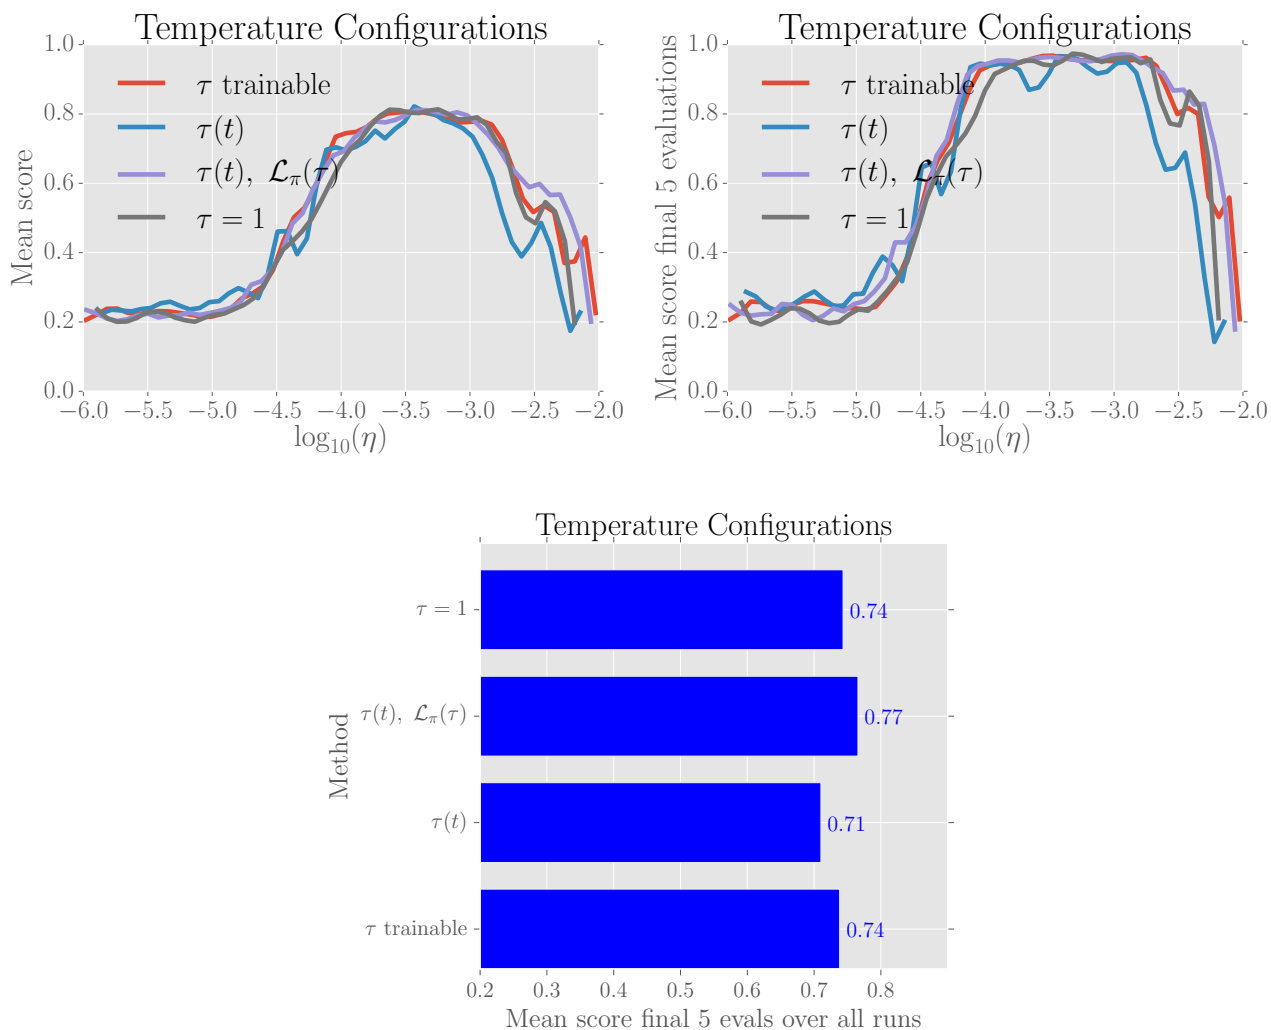 Temperature Configurations
Mean score
1.0
0.8
0.6
0.4
0.2
0.0
τ trainable
τ(t)
τ(t), ℒπ(τ)
τ = 1
−6.0 −5.5 −5.0 −4.5 −4.0 −3.5 −3.0 −2.5 −2.0
log₁₀(η)
Temperature Configurations
Mean score final 5 evaluations
1.0
0.8
0.6
0.4
0.2
0.0
τ trainable
τ(t)
τ(t), ℒπ(τ)
τ = 1
−6.0 −5.5 −5.0 −4.5 −4.0 −3.5 −3.0 −2.5 −2.0
log₁₀(η)
Temperature Configurations
Method
τ = 1 0.74
τ(t), ℒπ(τ) 0.77
τ(t) 0.71
τ trainable 0.74
0.2 0.3 0.4 0.5 0.6 0.7 0.8
Mean score final 5 evals over all runs